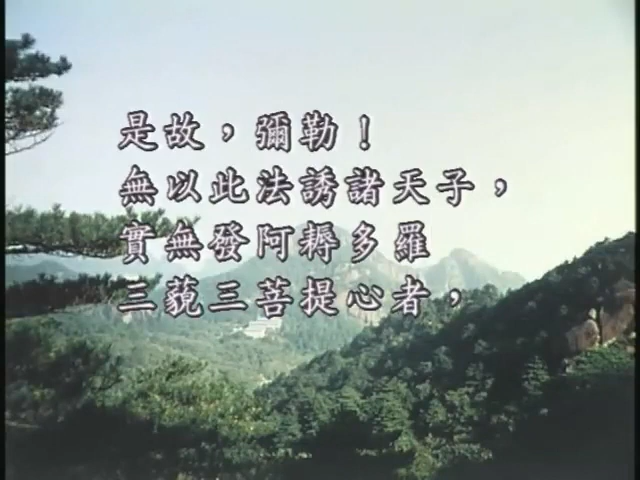 是故，彌勒！
無以此法誘諸天子，
實無發阿耨多羅
三藐三菩提心者，